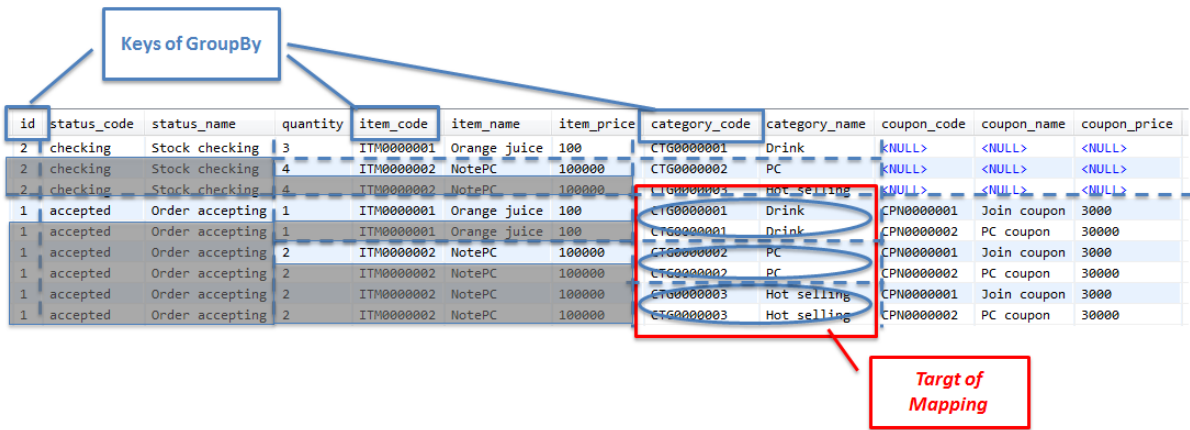 Keys of GroupBy
id status_code status_name quantity item_code item_name item_price category_code category_name coupon_code coupon_name coupon_price
2 checking Stock checking 3 ITM0000001 Orange juice 100 CTG0000001 Drink <NULL> <NULL> <NULL>
2 checking Stock checking 4 ITM0000002 NotePC 100000 CTG0000002 PC <NULL> <NULL> <NULL>
2 checking Stock checking 4 ITM0000002 NotePC 100000 CTG0000003 Hot selling <NULL> <NULL> <NULL>
1 accepted Order accepting 1 ITM0000001 Orange juice 100 CTG0000001 Drink CPN0000001 Join coupon 3000
1 accepted Order accepting 1 ITM0000001 Orange juice 100 CTG0000001 Drink CPN0000002 PC coupon 30000
1 accepted Order accepting 2 ITM0000002 NotePC 100000 CTG0000002 PC CPN0000001 Join coupon 3000
1 accepted Order accepting 2 ITM0000002 NotePC 100000 CTG0000002 PC CPN0000002 PC coupon 30000
1 accepted Order accepting 2 ITM0000002 NotePC 100000 CTG0000003 Hot selling CPN0000001 Join coupon 3000
1 accepted Order accepting 2 ITM0000002 NotePC 100000 CTG0000003 Hot selling CPN0000002 PC coupon 30000
Targt of
Mapping